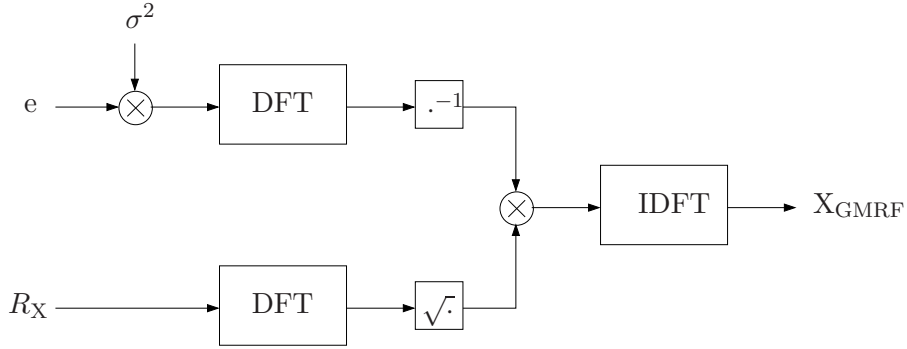 σ²
e ⊗ DFT .⁻¹
⊗ IDFT X_GMRF
R_X DFT √·